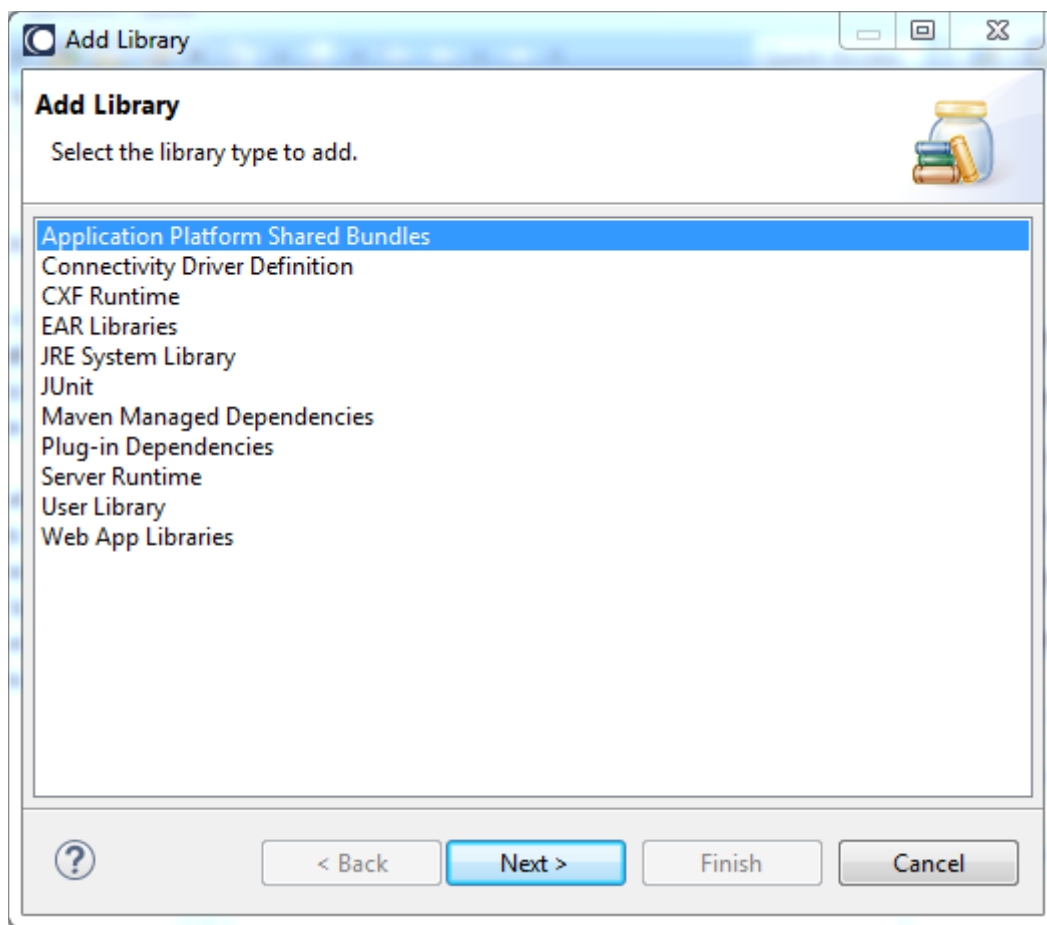 Add Library
Add Library
Select the library type to add.
Application Platform Shared Bundles
Connectivity Driver Definition
CXF Runtime
EAR Libraries
JRE System Library
JUnit
Maven Managed Dependencies
Plug-in Dependencies
Server Runtime
User Library
Web App Libraries
? < Back Next > Finish Cancel